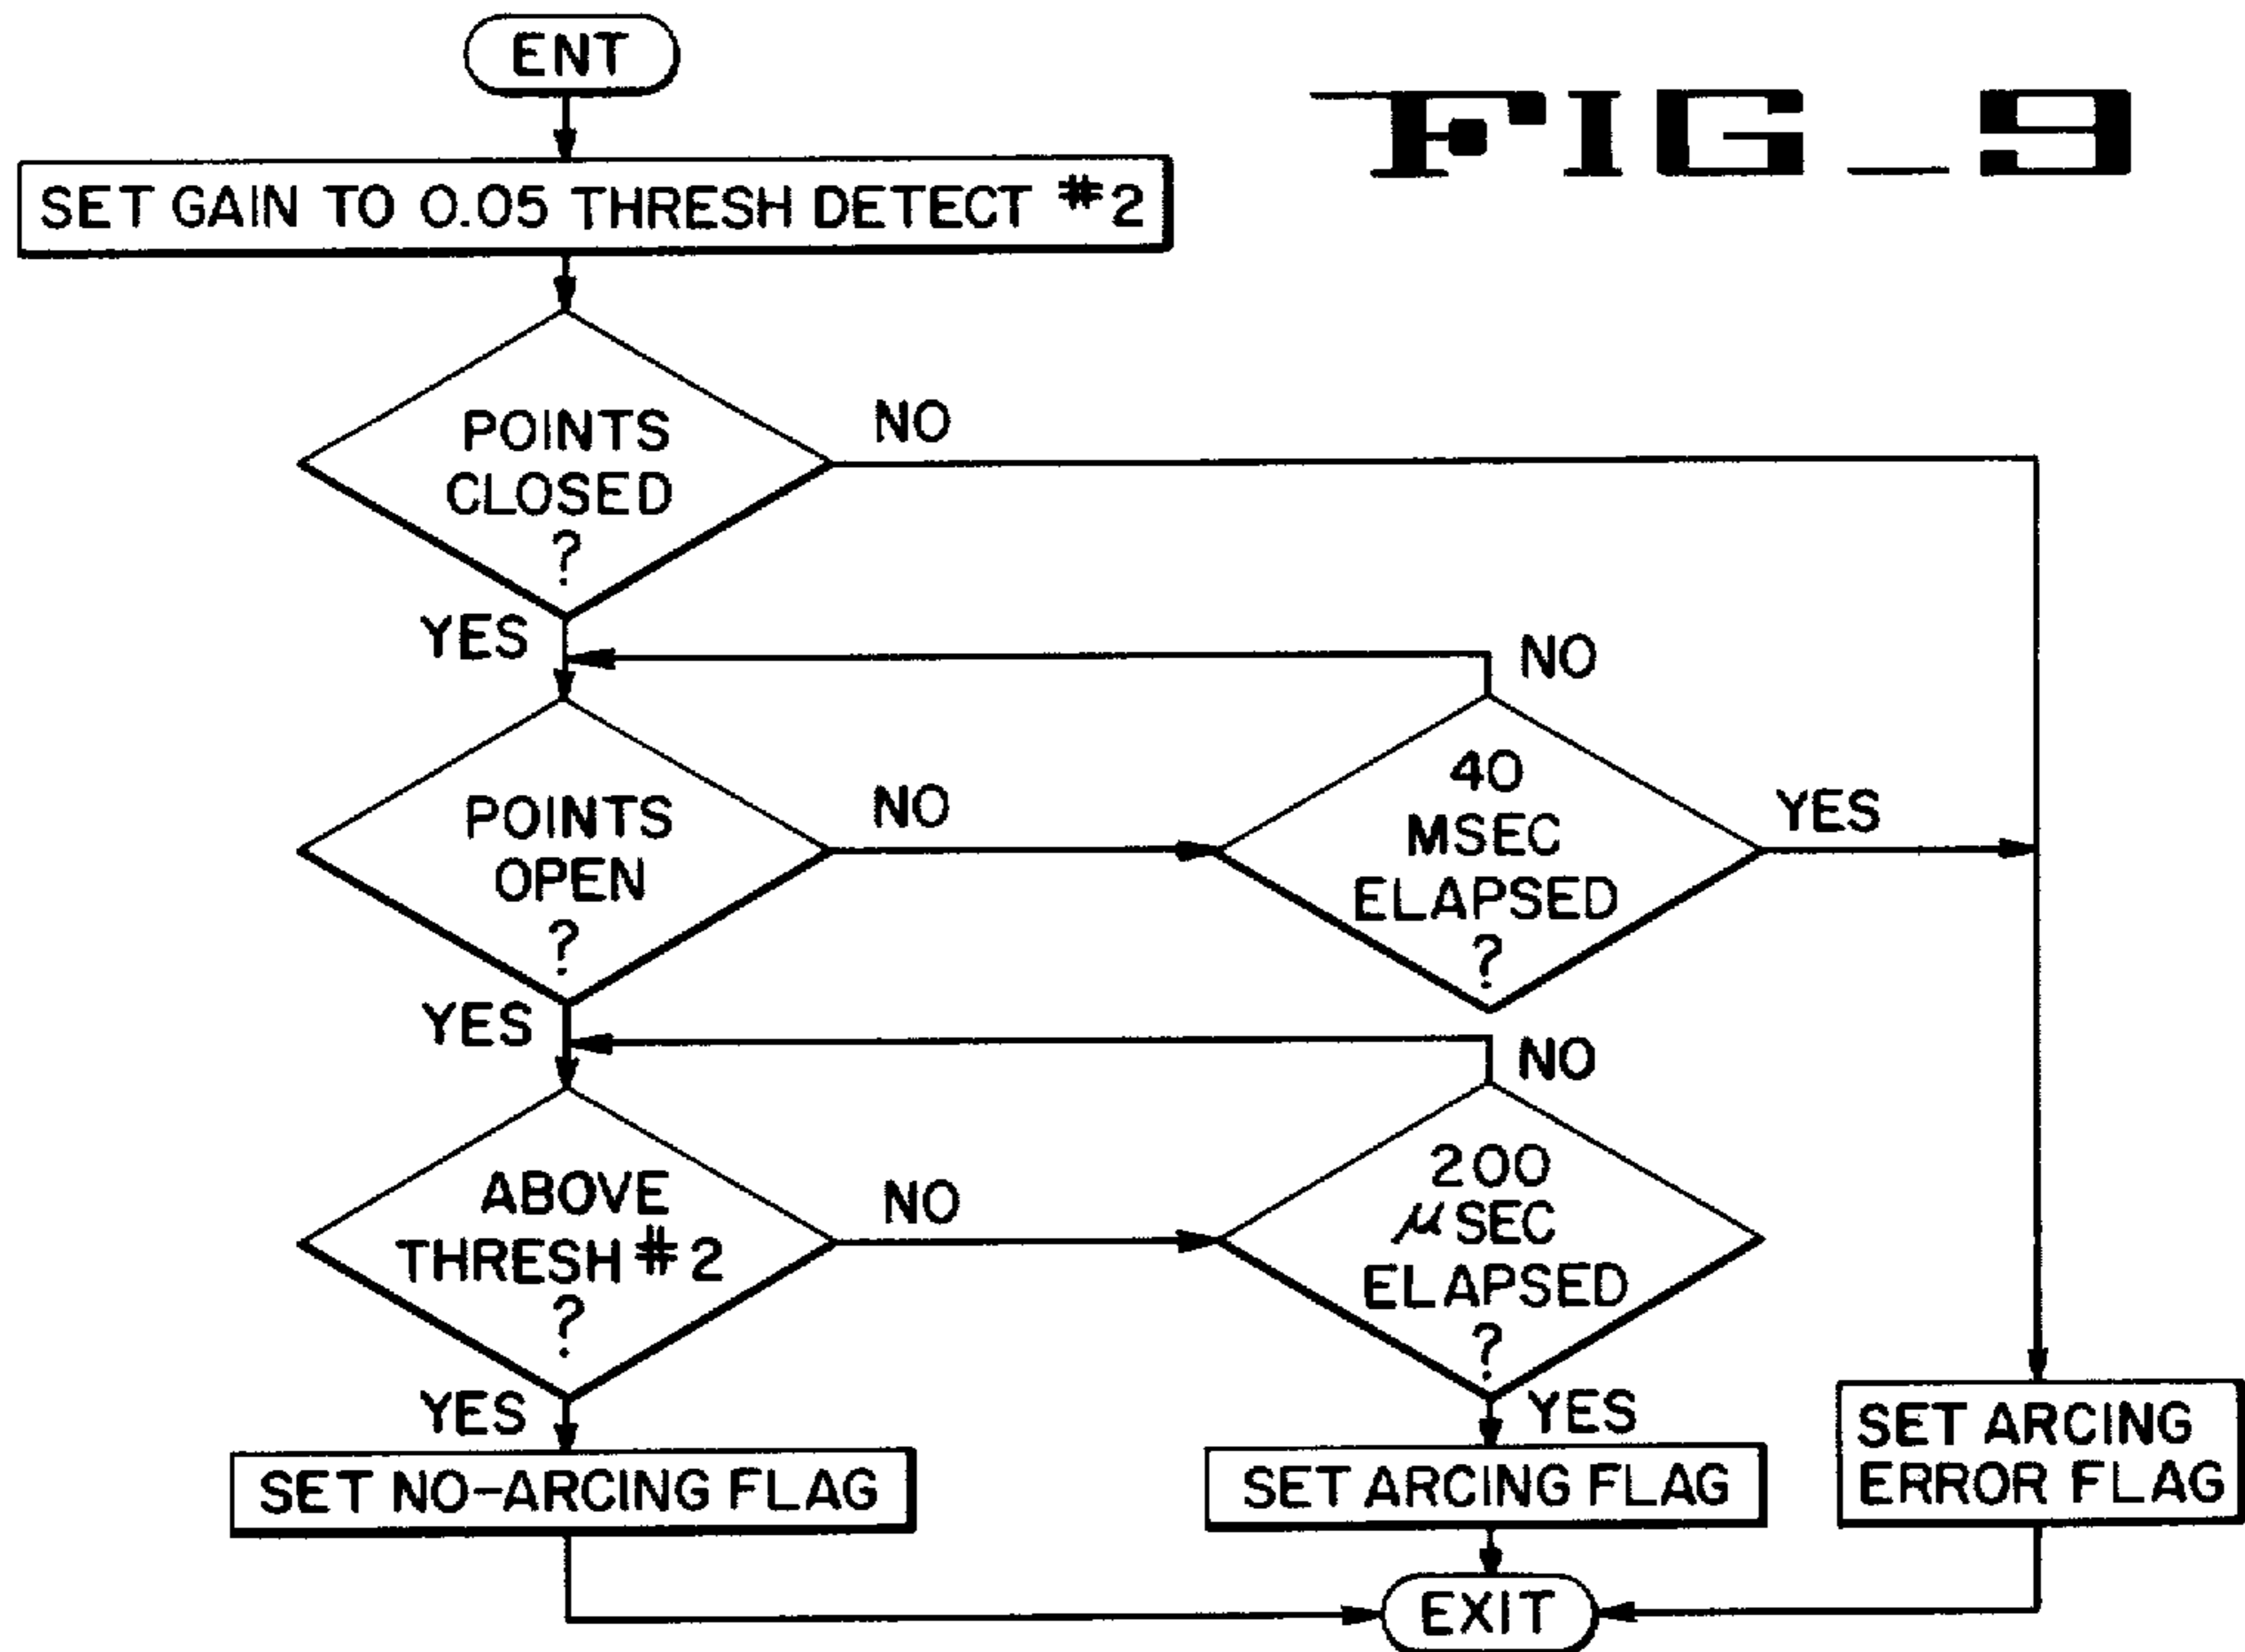 ENT
FIG_9
SET GAIN TO 0.05 THRESH DETECT #2
POINTS
CLOSED
?
NO
YES
NO
POINTS
OPEN
?
NO
40
MSEC
ELAPSED
?
YES
YES
NO
ABOVE
THRESH #2
?
NO
200
μSEC
ELAPSED
?
YES
YES
SET NO-ARCING FLAG
SET ARCING FLAG
SET ARCING
ERROR FLAG
EXIT